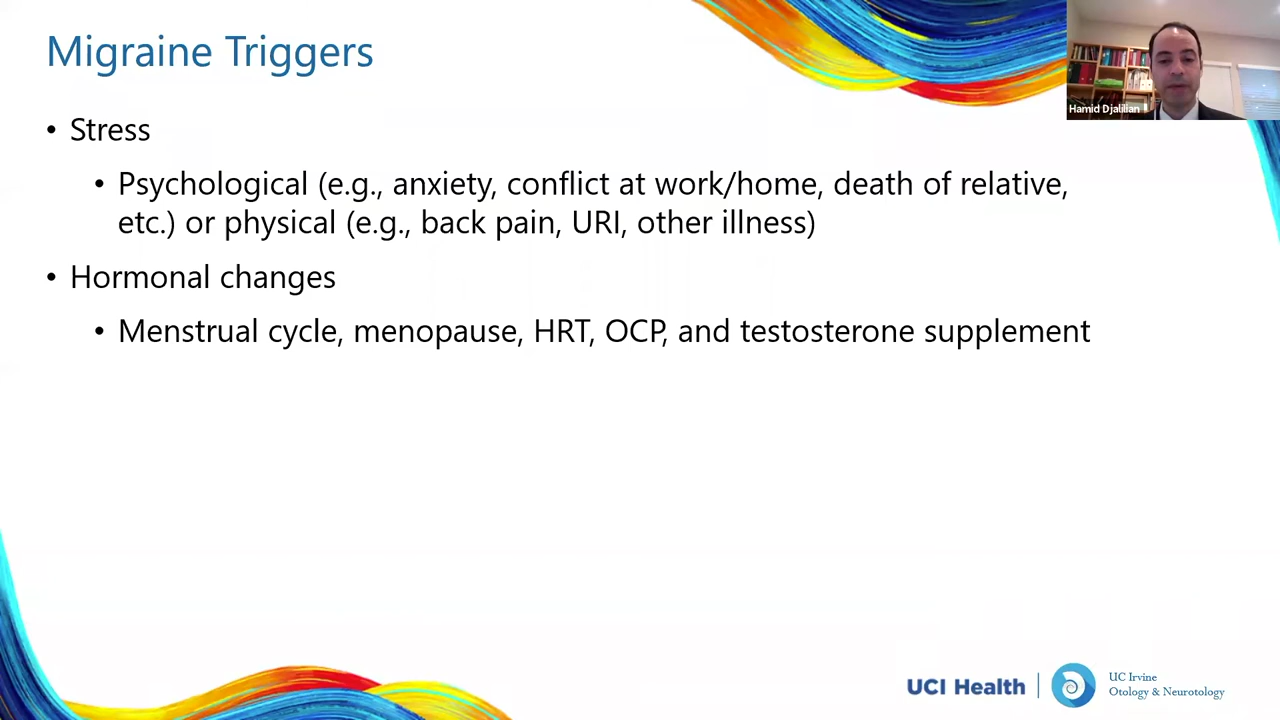 Migraine Triggers
Hamid Djalilian
• Stress
• Psychological (e.g., anxiety, conflict at work/home, death of relative,
etc.) or physical (e.g., back pain, URI, other illness)
• Hormonal changes
• Menstrual cycle, menopause, HRT, OCP, and testosterone supplement
UCI Health
UC Irvine
Otology & Neurotology